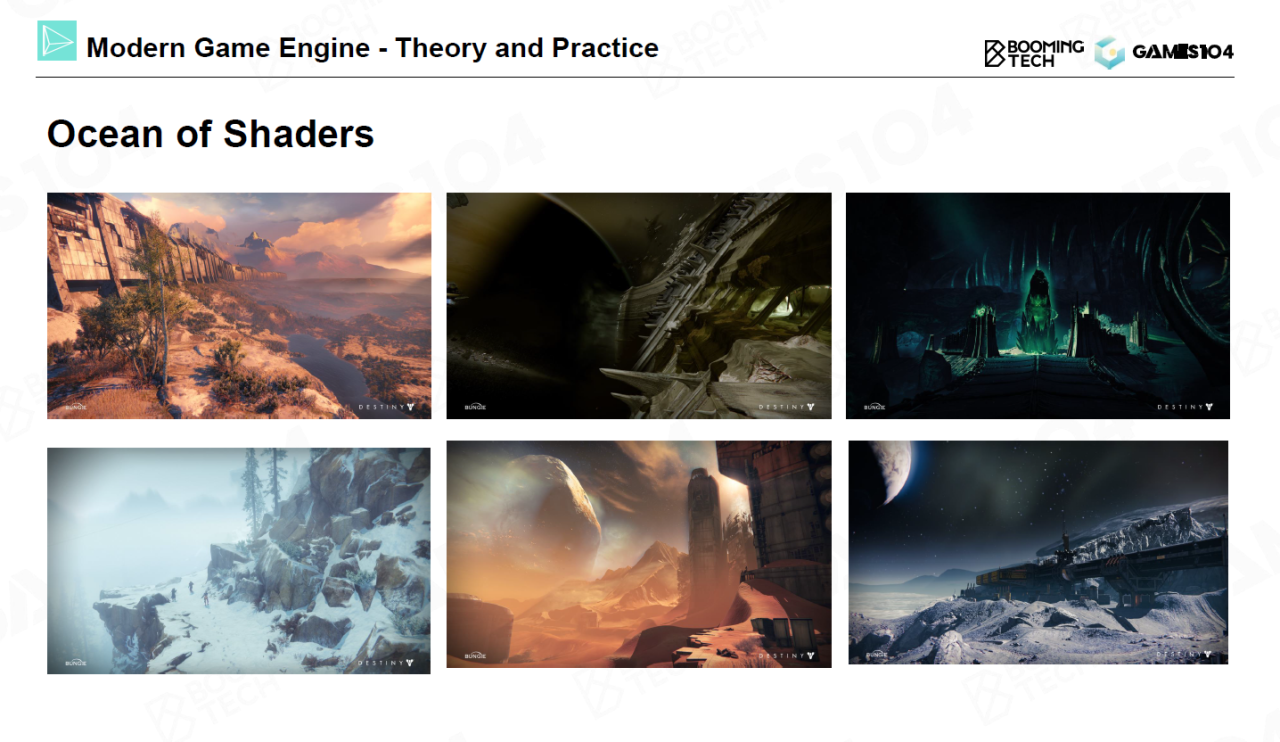 Modern Game Engine - Theory and Practice
BOOMING
TECH
GAMES104
Ocean of Shaders
BUNGIE
DESTINY
BUNGIE
DESTINY
BUNGIE
DESTINY
BUNGIE
DESTINY
BUNGIE
DESTINY
BUNGIE
DESTINY